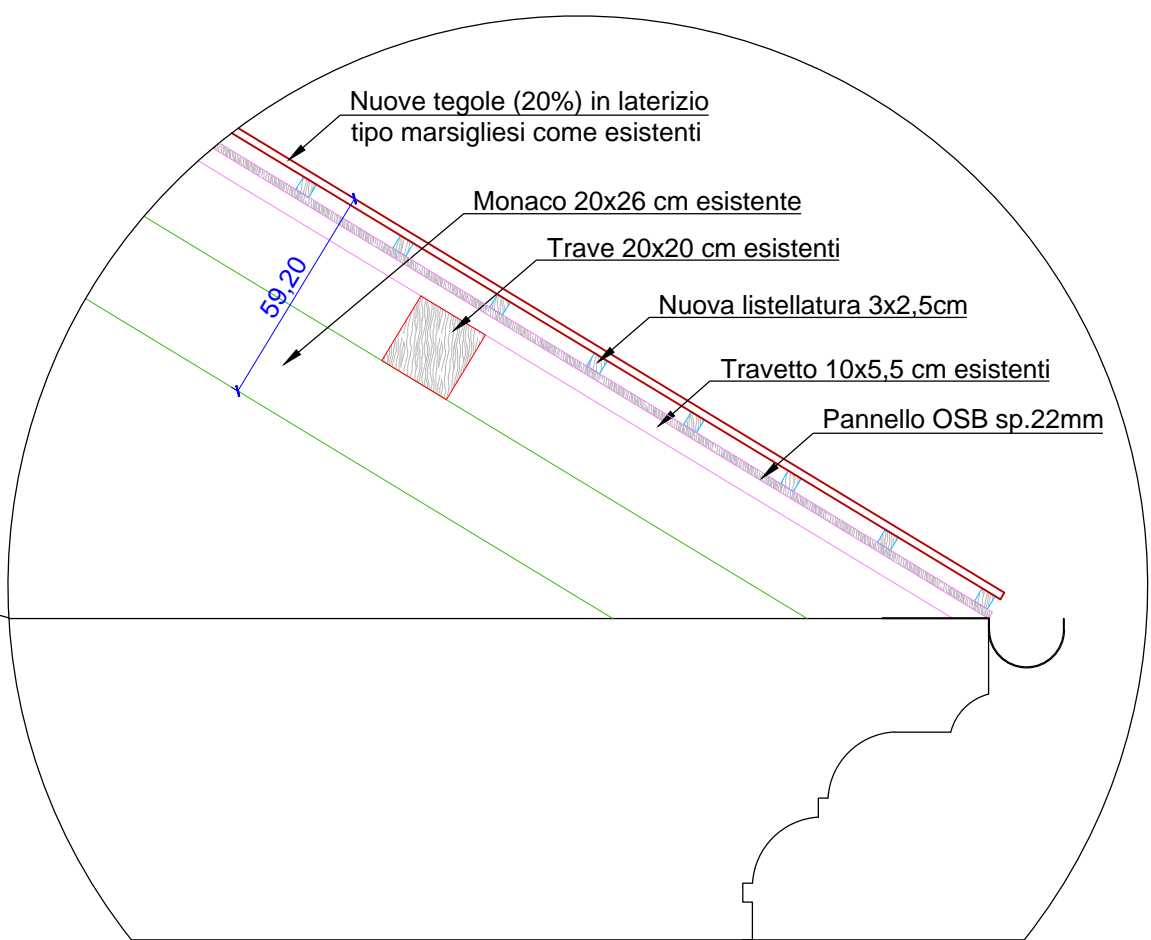 Nuove tegole (20%) in laterizio
tipo marsigliesi come esistenti
Monaco 20x26 cm esistente
Trave 20x20 cm esistenti
59,20
Nuova listellatura 3x2,5cm
Travetto 10x5,5 cm esistenti
Pannello OSB sp.22mm